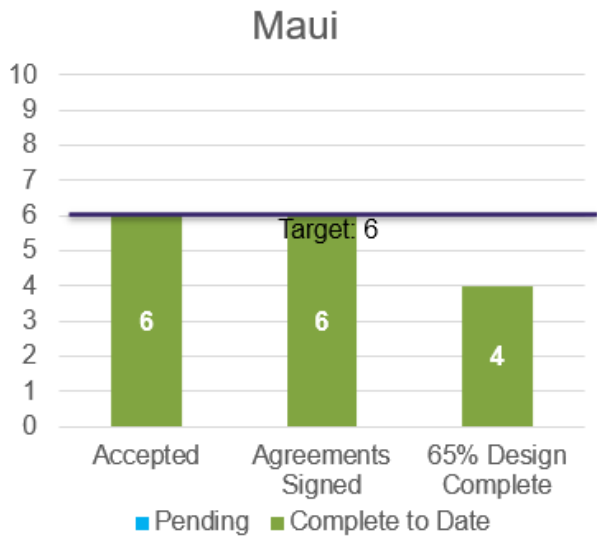 Maui
10
9
8
7
6
5
4
3
2
1
0
Target: 6
6
6
4
Accepted
Agreements
Signed
65% Design
Complete
Pending
Complete to Date